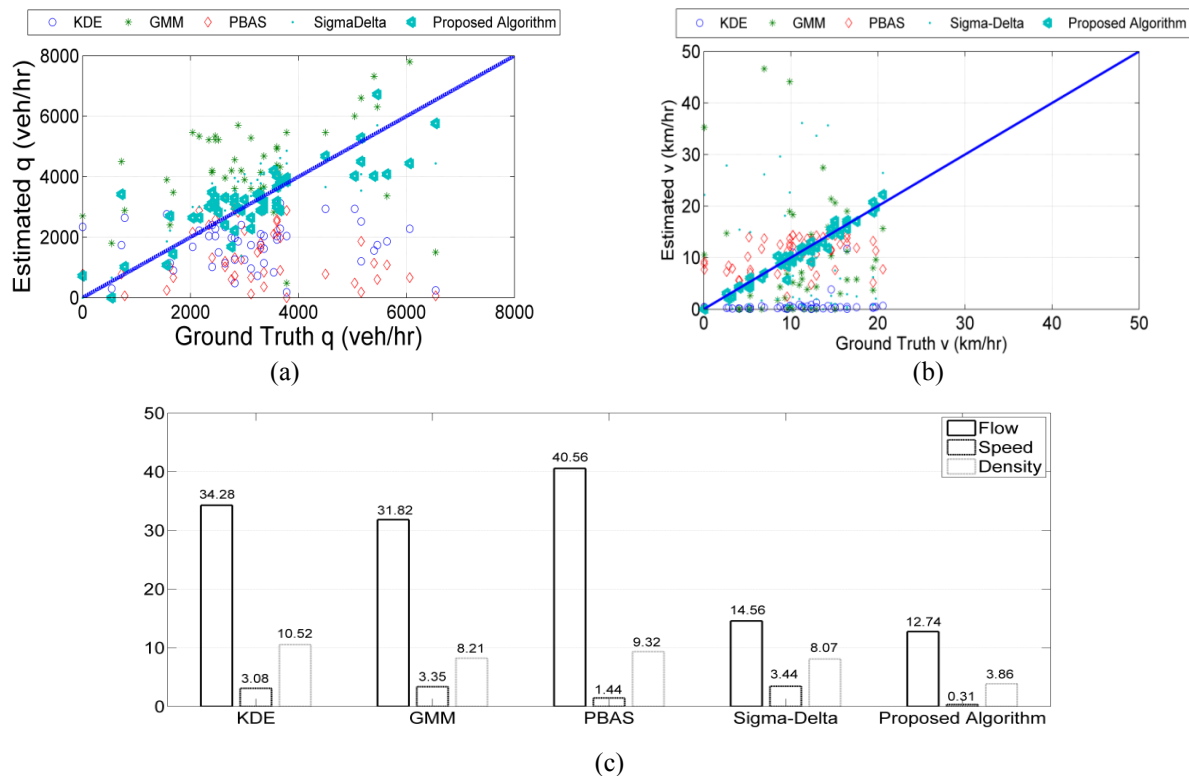 KDE GMM PBAS SigmaDelta Proposed Algorithm
8000
6000
4000
2000
0
0 2000 4000 6000 8000
Estimated q (veh/hr)
Ground Truth q (veh/hr)
(a)
KDE GMM PBAS Sigma-Delta Proposed Algorithm
50
40
30
20
10
0
0 10 20 30 40 50
Estimated v (km/hr)
Ground Truth v (km/hr)
(b)
50
40
30
20
10
0
Flow
Speed
Density
34.28
3.08
10.52
31.82
3.35
8.21
40.56
1.44
9.32
14.56
3.44
8.07
12.74
0.31
3.86
KDE GMM PBAS Sigma-Delta Proposed Algorithm
(c)